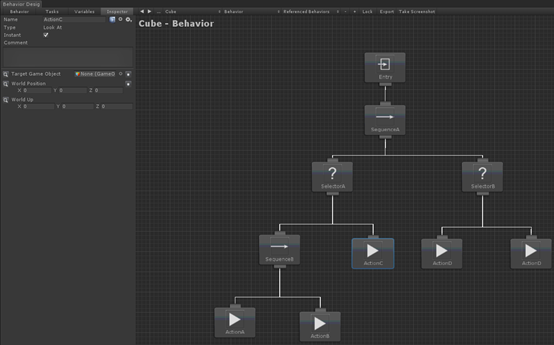 Behavior Desig
Behavior Tasks Variables Inspector
Name ActionC
Type Look At
Instant
Comment
Target Game Object None (GameO
World Position
X 0 Y 0 Z 0
World Up
X 0 Y 0 Z 0
... Cube Behavior Referenced Behaviors - + Lock Export Take Screenshot
Cube - Behavior
Entry
SequenceA
SelectorA
SelectorB
SequenceB
ActionC
ActionD
ActionD
ActionA
ActionB